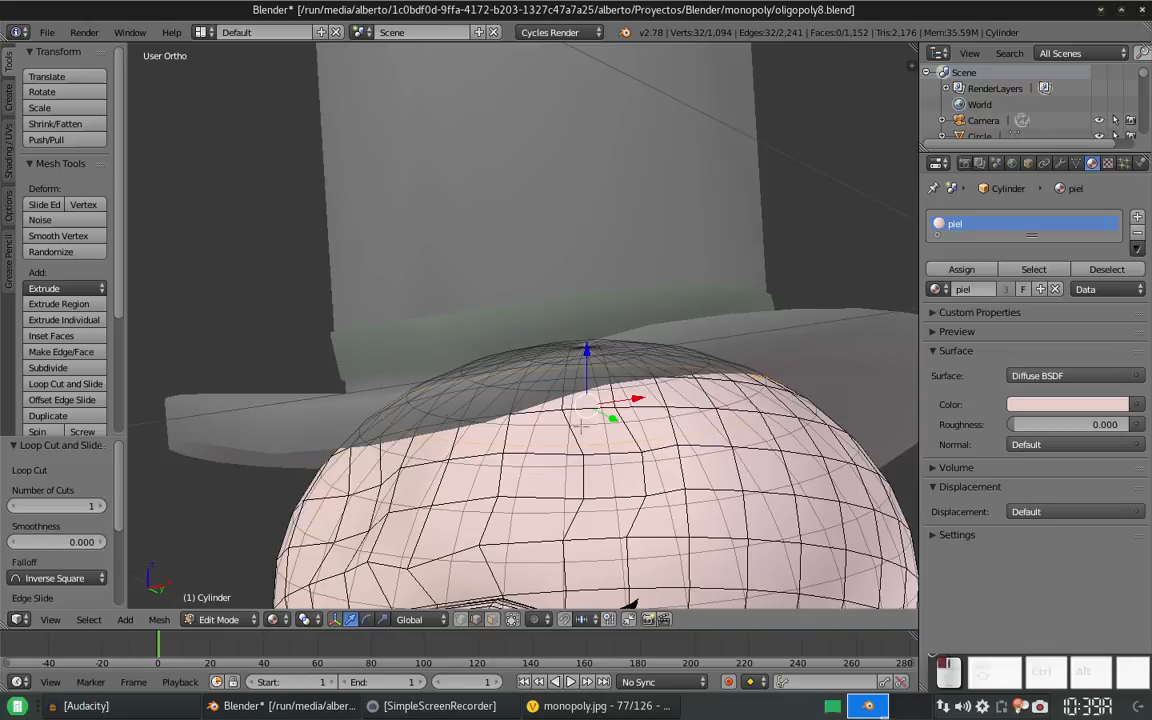 Blender* [/run/media/alberto/1c0bdf0d-9ffa-4172-b203-1327c47a7a25/alberto/Proyectos/Blender/monopoly/oligopoly8.blend]
File Render Window Help Default Scene Cycles Render v2.78 | Verts:32/1,094 | Edges:32/2,241 | Faces:0/1,152 | Tris:2,176 | Mem:35.59M | Cylinder
Tools
Create
Shading / UVs
Options
Grease Pencil
Transform
Translate
Rotate
Scale
Shrink/Fatten
Push/Pull
Mesh Tools
Deform:
Slide Ed Vertex
Noise
Smooth Vertex
Randomize
Add:
Extrude
Extrude Region
Extrude Individual
Inset Faces
Make Edge/Face
Subdivide
Loop Cut and Slide
Offset Edge Slide
Duplicate
Spin Screw
Loop Cut and Slide
Loop Cut
Number of Cuts
1
Smoothness
0.000
Falloff
Inverse Square
Edge Slide
User Ortho
(1) Cylinder
View Search All Scenes
Scene
RenderLayers
World
Camera
Circle
Cylinder piel
piel
Assign Select Deselect
piel 3 F Data
Custom Properties
Preview
Surface
Surface: Diffuse BSDF
Color:
Roughness: 0.000
Normal: Default
Volume
Displacement
Displacement: Default
Settings
View Select Add Mesh Edit Mode Global
-40 -20 0 20 40 60 80 100 120 140 160 180 200 220 240 260 280
View Marker Frame Playback Start: 1 End: 1 1 No Sync
Ctrl Alt
[Audacity] Blender* [/run/media/alber... [SimpleScreenRecorder] monopoly.jpg - 77/126 - ...